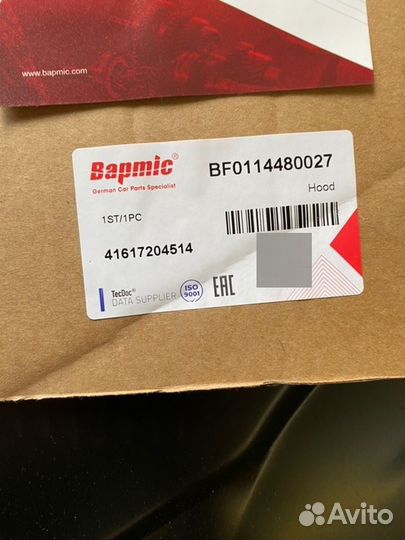 www.bapmic.com
Bapmic®
German Car Parts Specialist
BF0114480027
Hood
1ST/1PC
41617204514
TecDoc®
DATA SUPPLIER
ISO
9001
EAC
Avito